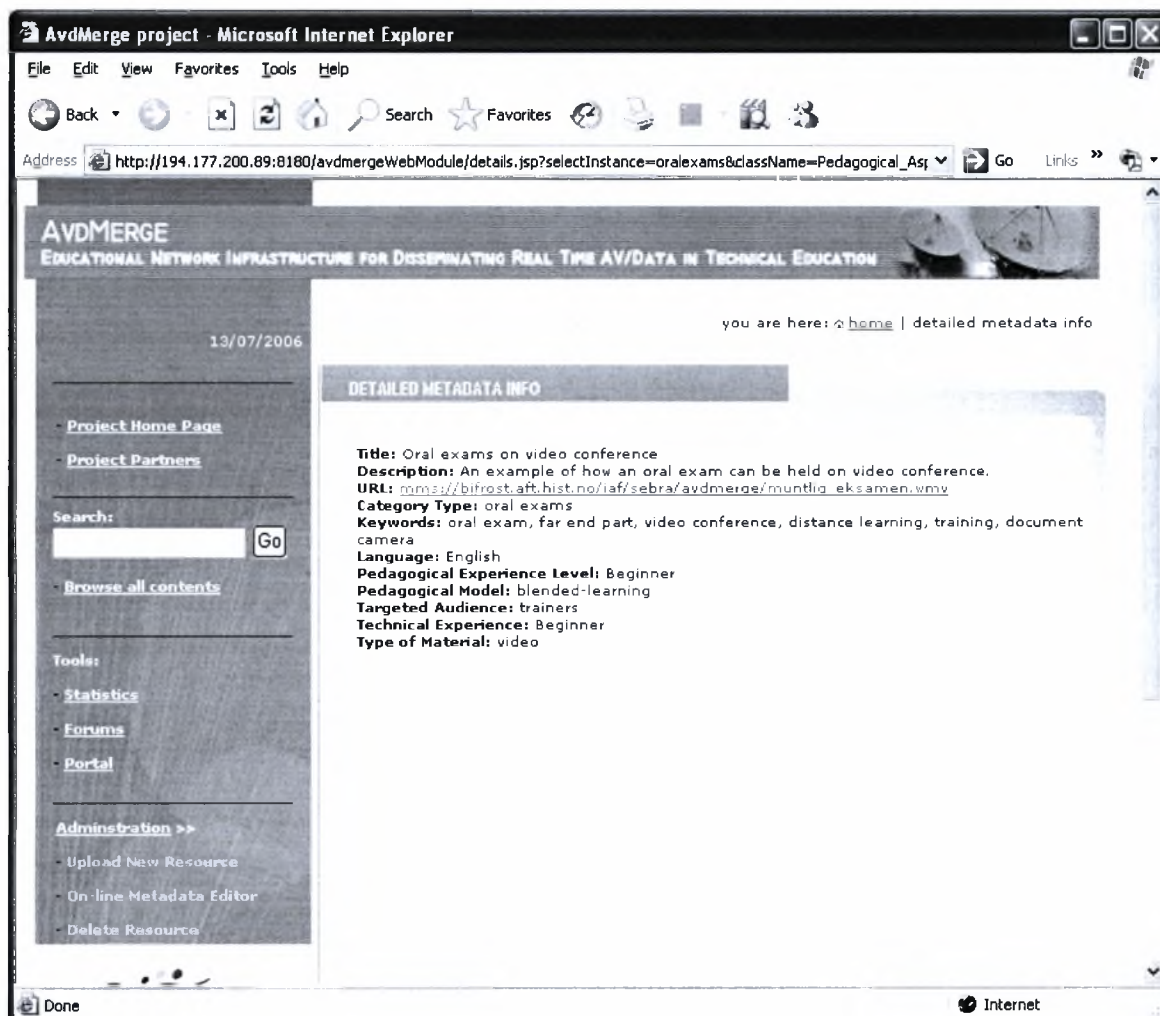 AvdMerge project - Microsoft Internet Explorer
File Edit View Favorites Tools Help
Back Search Favorites
Address http://194.177.200.89:8180/avdmergeWebModule/details.jsp?selectInstance=oralexams&className=Pedagogical_Asp Go Links »
AVDMERGE
EDUCATIONAL NETWORK INFRASTRUCTURE FOR DISSEMINATING REAL TIME AV/DATA IN TECHNICAL EDUCATION
you are here: home | detailed metadata info
13/07/2006
DETAILED METADATA INFO
- Project Home Page
- Project Partners
Search:
Go
- Browse all contents
Tools:
- Statistics
- Forums
- Portal
Adminstration >>
- Upload New Resource
- On-line Metadata Editor
- Delete Resource
Title: Oral exams on video conference
Description: An example of how an oral exam can be held on video conference.
URL: mms://bifrost.aft.hist.no/iaf/sebra/avdmerge/muntlig_eksamen.wmv
Category Type: oral exams
Keywords: oral exam, far end part, video conference, distance learning, training, document
camera
Language: English
Pedagogical Experience Level: Beginner
Pedagogical Model: blended-learning
Targeted Audience: trainers
Technical Experience: Beginner
Type of Material: video
Done
Internet